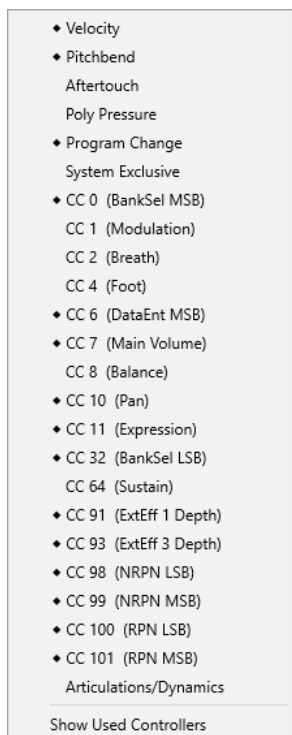 ◆ Velocity
◆ Pitchbend
Aftertouch
Poly Pressure
◆ Program Change
System Exclusive
◆ CC 0 (BankSel MSB)
CC 1 (Modulation)
CC 2 (Breath)
CC 4 (Foot)
◆ CC 6 (DataEnt MSB)
◆ CC 7 (Main Volume)
CC 8 (Balance)
◆ CC 10 (Pan)
◆ CC 11 (Expression)
◆ CC 32 (BankSel LSB)
CC 64 (Sustain)
◆ CC 91 (ExtEff 1 Depth)
◆ CC 93 (ExtEff 3 Depth)
◆ CC 98 (NRPN LSB)
◆ CC 99 (NRPN MSB)
◆ CC 100 (RPN LSB)
◆ CC 101 (RPN MSB)
Articulations/Dynamics
Show Used Controllers